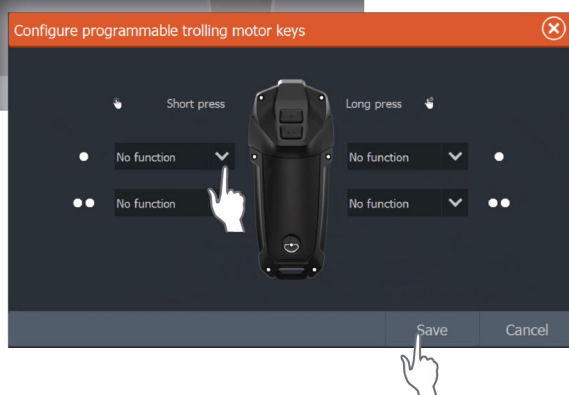 Configure programmable trolling motor keys
Short press
Long press
No function
No function
No function
No function
Save
Cancel